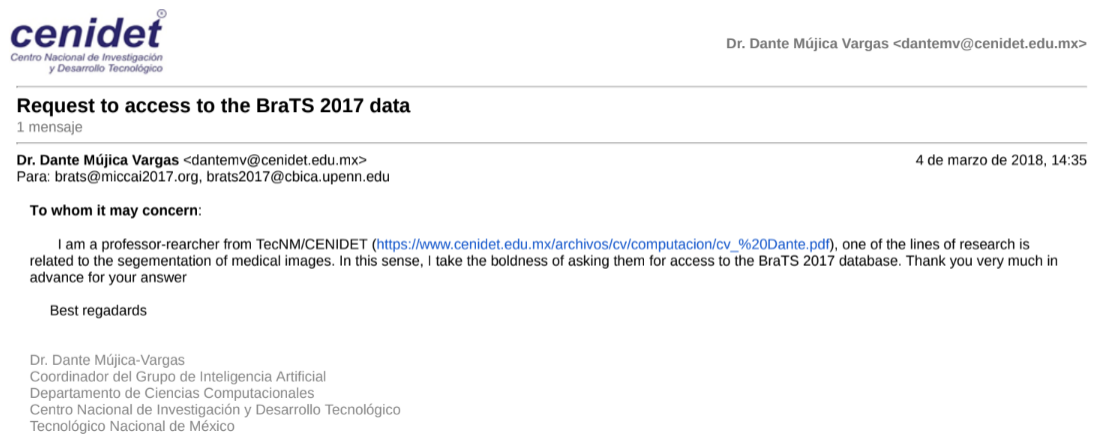 cenidet®
Centro Nacional de Investigación
y Desarrollo Tecnológico
Dr. Dante Mújica Vargas <dantemv@cenidet.edu.mx>
Request to access to the BraTS 2017 data
1 mensaje
Dr. Dante Mújica Vargas <dantemv@cenidet.edu.mx>
4 de marzo de 2018, 14:35
Para: brats@miccai2017.org, brats2017@cbica.upenn.edu
To whom it may concern:
I am a professor-rearcher from TecNM/CENIDET (https://www.cenidet.edu.mx/archivos/cv/computacion/cv_%20Dante.pdf), one of the lines of research is
related to the segementation of medical images. In this sense, I take the boldness of asking them for access to the BraTS 2017 database. Thank you very much in
advance for your answer
Best regadards
Dr. Dante Mújica-Vargas
Coordinador del Grupo de Inteligencia Artificial
Departamento de Ciencias Computacionales
Centro Nacional de Investigación y Desarrollo Tecnológico
Tecnológico Nacional de México